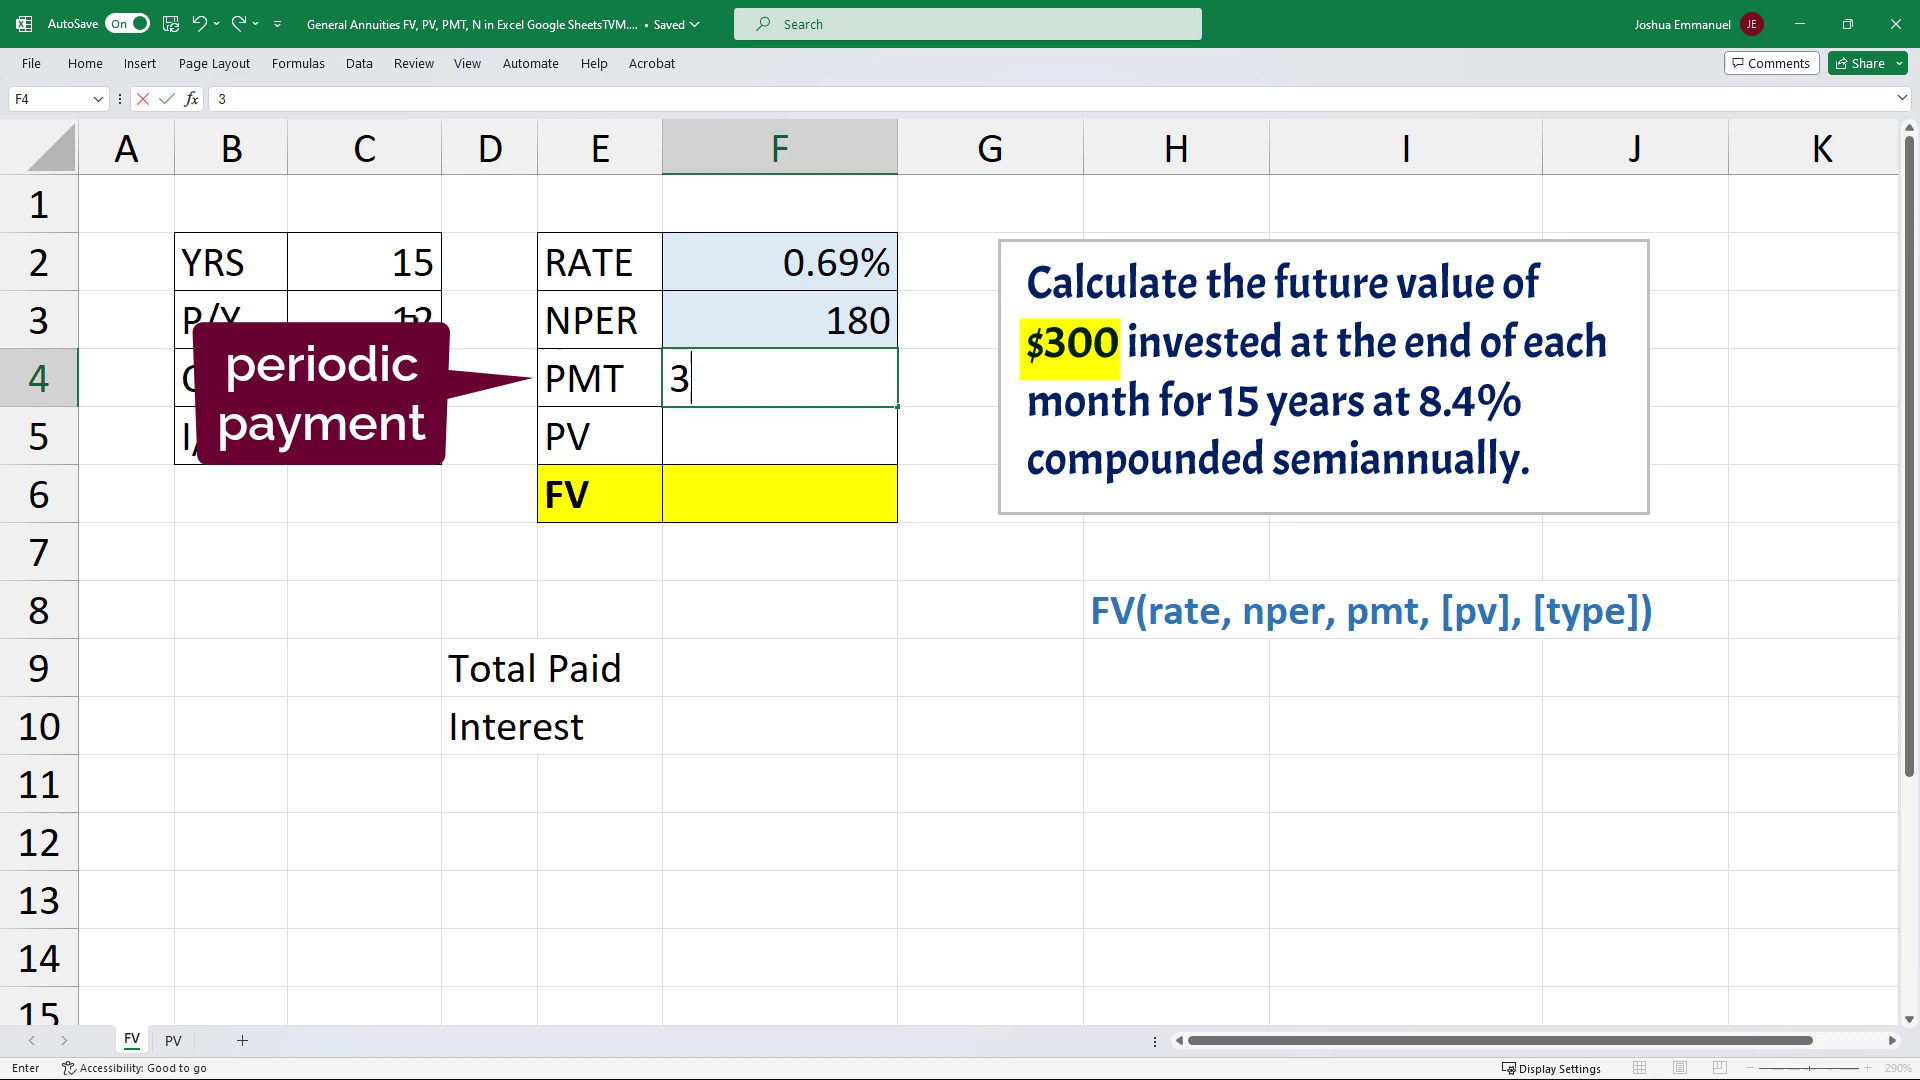 AutoSave On General Annuities FV, PV, PMT, N in Excel Google SheetsTVM.... • Saved Search Joshua Emmanuel JE
File Home Insert Page Layout Formulas Data Review View Automate Help Acrobat Comments Share
F4 fx 3
A B C D E F G H I J K
1
2 YRS 15 RATE 0.69%
3 P/Y 12 NPER 180
4 PMT 3
5 PV
6 FV
7
8 FV(rate, nper, pmt, [pv], [type])
9 Total Paid
10 Interest
11
12
13
14
15
periodic
payment
Calculate the future value of
$300 invested at the end of each
month for 15 years at 8.4%
compounded semiannually.
FV PV
Enter Accessibility: Good to go Display Settings 290%